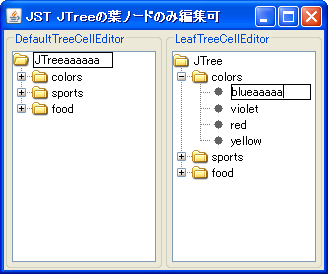 JST JTreeの葉ノードのみ編集可
DefaultTreeCellEditor
JTreeaaaaaa
colors
sports
food
LeafTreeCellEditor
JTree
colors
blueaaaaa
violet
red
yellow
sports
food